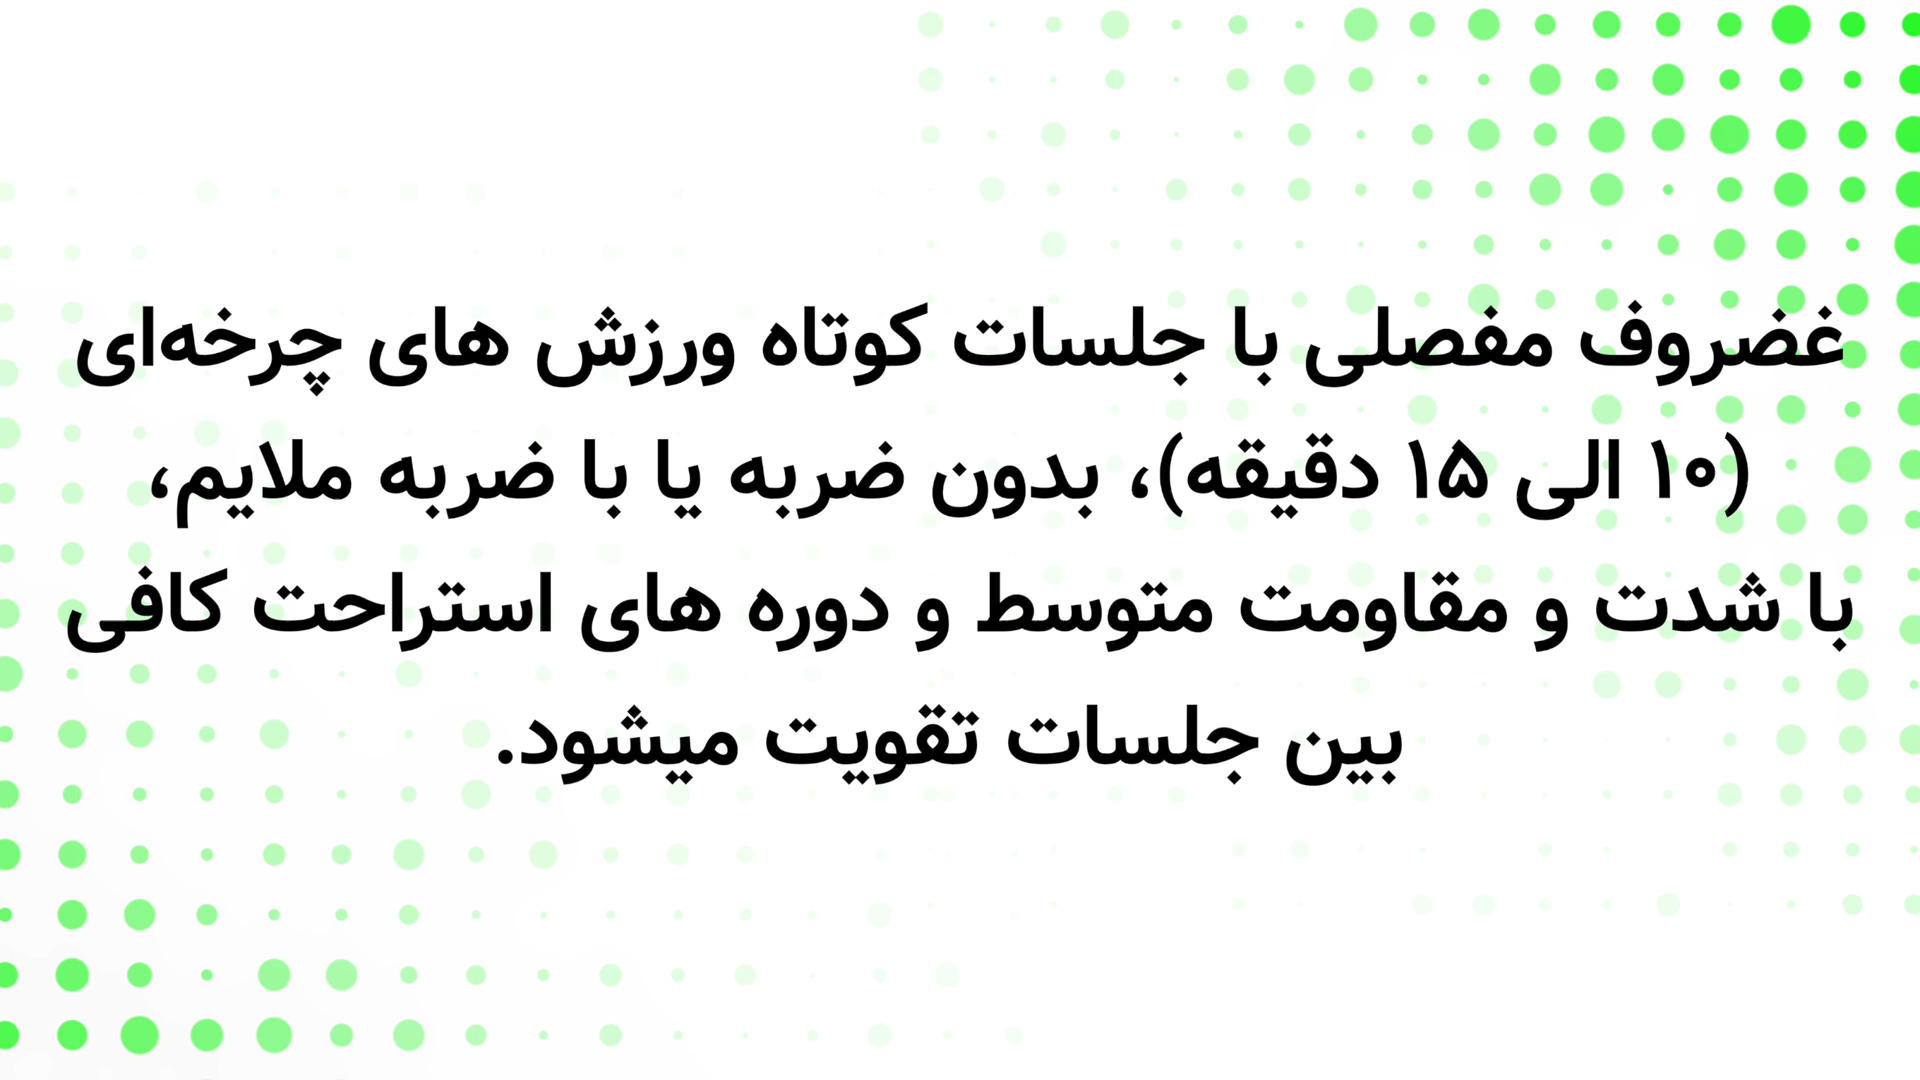 غضروف مفصلی با جلسات کوتاه ورزش های چرخه‌ای
(۱۰ الی ۱۵ دقیقه)، بدون ضربه یا با ضربه ملایم،
با شدت و مقاومت متوسط و دوره های استراحت کافی
بین جلسات تقویت میشود.